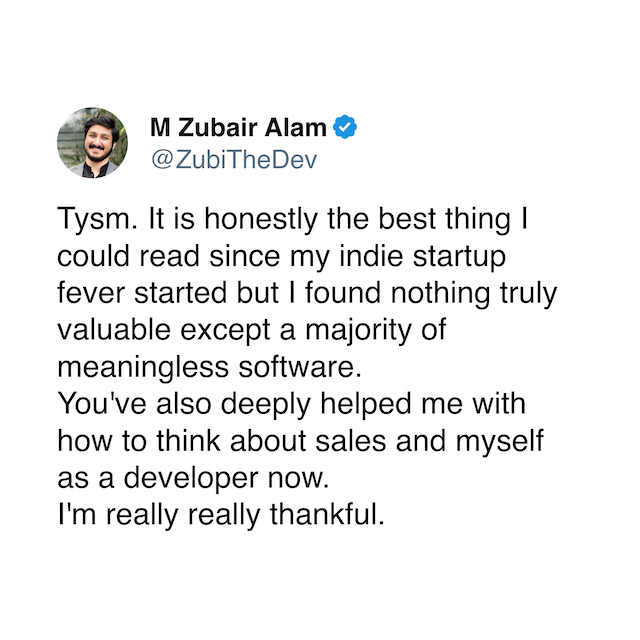 M Zubair Alam
@ZubiTheDev
Tysm. It is honestly the best thing I
could read since my indie startup
fever started but I found nothing truly
valuable except a majority of
meaningless software.
You've also deeply helped me with
how to think about sales and myself
as a developer now.
I'm really really thankful.